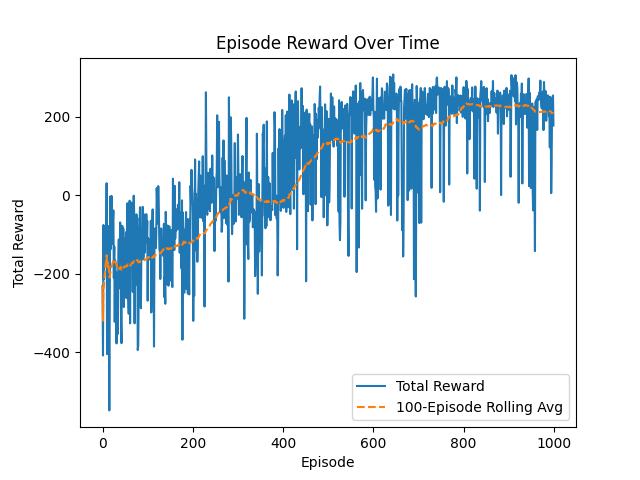 Episode Reward Over Time
Total Reward
200
0
−200
−400
Total Reward
100-Episode Rolling Avg
0 200 400 600 800 1000
Episode